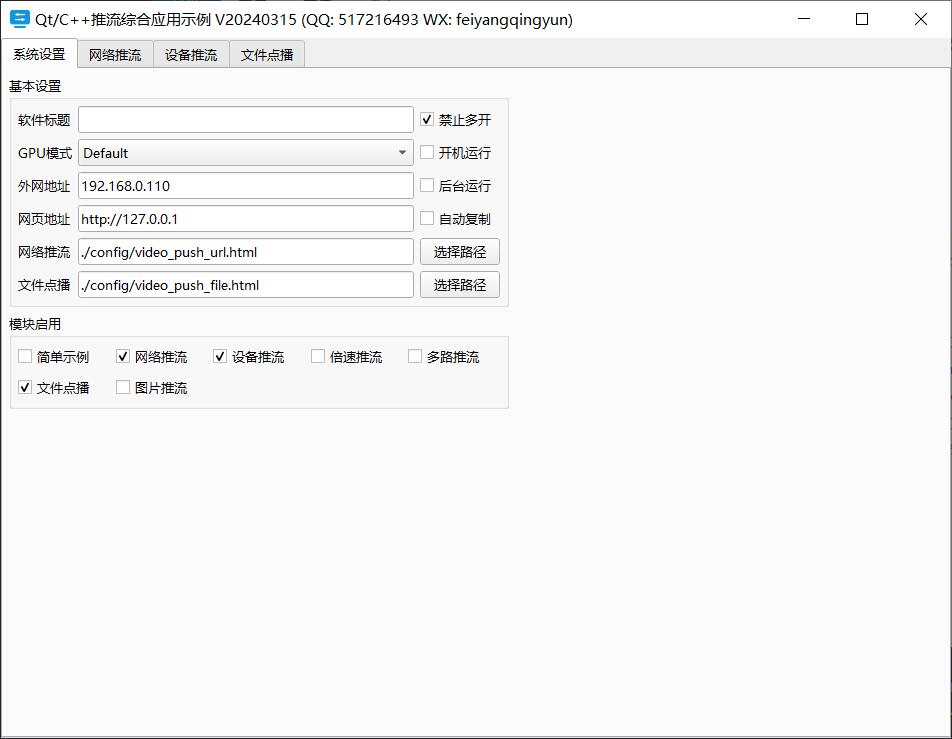 Qt/C++推流综合应用示例 V20240315 (QQ: 517216493 WX: feiyangqingyun)
系统设置 网络推流 设备推流 文件点播
基本设置
软件标题 禁止多开
GPU模式 Default 开机运行
外网地址 192.168.0.110 后台运行
网页地址 http://127.0.0.1 自动复制
网络推流 ./config/video_push_url.html 选择路径
文件点播 ./config/video_push_file.html 选择路径
模块启用
简单示例 网络推流 设备推流 倍速推流 多路推流
文件点播 图片推流